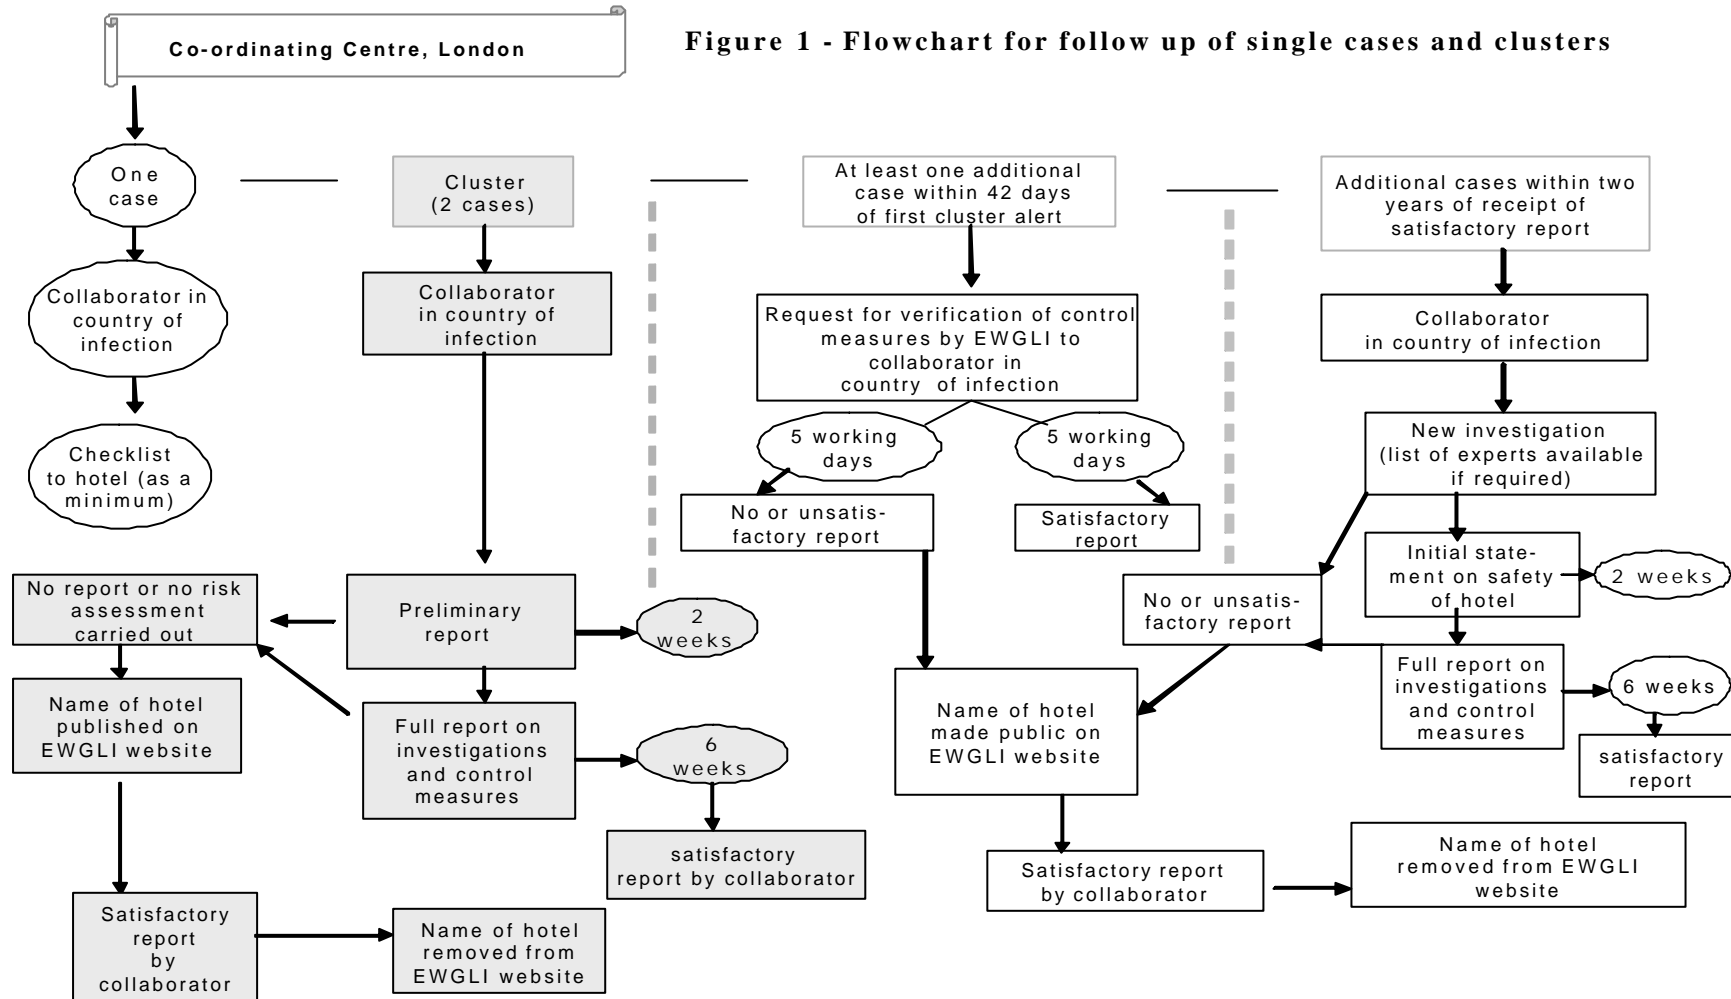 Co-ordinating Centre, London
Figure 1 - Flowchart for follow up of single cases and clusters
One
case
Collaborator in
country of
infection
Checklist
to hotel (as a
minimum)
Cluster
(2 cases)
Collaborator
in country of
infection
Preliminary
report
2
weeks
No report or no risk
assessment
carried out
Name of hotel
published on
EWGLI website
Full report on
investigations
and control
measures
6
weeks
satisfactory
report by collaborator
Satisfactory
report
by
collaborator
Name of hotel
removed from
EWGLI website
At least one additional
case within 42 days
of first cluster alert
Request for verification of control
measures by EWGLI to
collaborator in
country of infection
5 working
days
5 working
days
No or unsatis-
factory report
Satisfactory
report
Name of hotel
made public on
EWGLI website
Satisfactory report
by collaborator
Name of hotel
removed from EWGLI
website
Additional cases within two
years of receipt of
satisfactory report
Collaborator
in country of infection
New investigation
(list of experts available
if required)
Initial state-
ment on safety
of hotel
2 weeks
No or unsatis-
factory report
Full report on
investigations
and control
measures
6 weeks
satisfactory
report